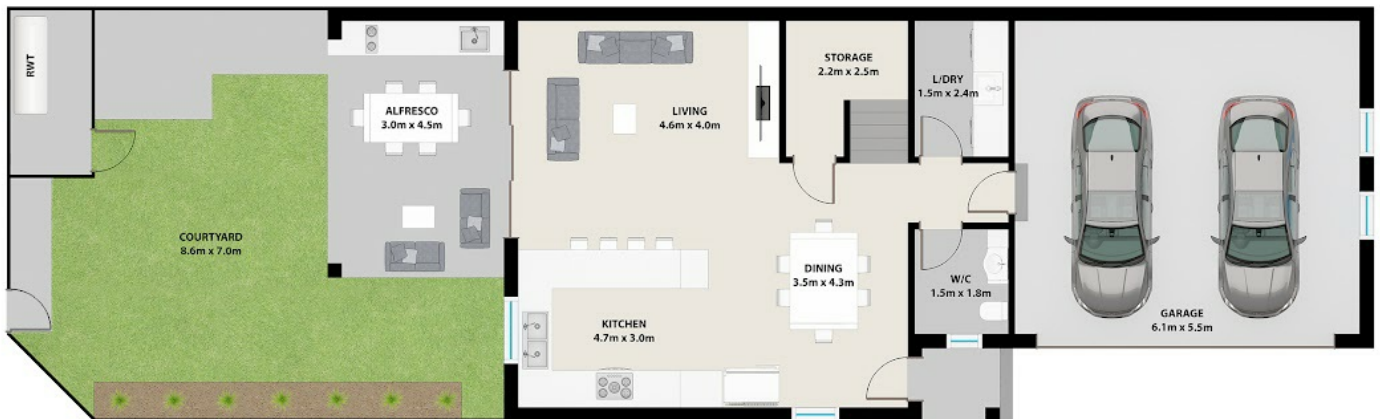 RWT
ALFRESCO
3.0m x 4.5m
COURTYARD
8.6m x 7.0m
LIVING
4.6m x 4.0m
STORAGE
2.2m x 2.5m
L/DRY
1.5m x 2.4m
DINING
3.5m x 4.3m
KITCHEN
4.7m x 3.0m
W/C
1.5m x 1.8m
GARAGE
6.1m x 5.5m